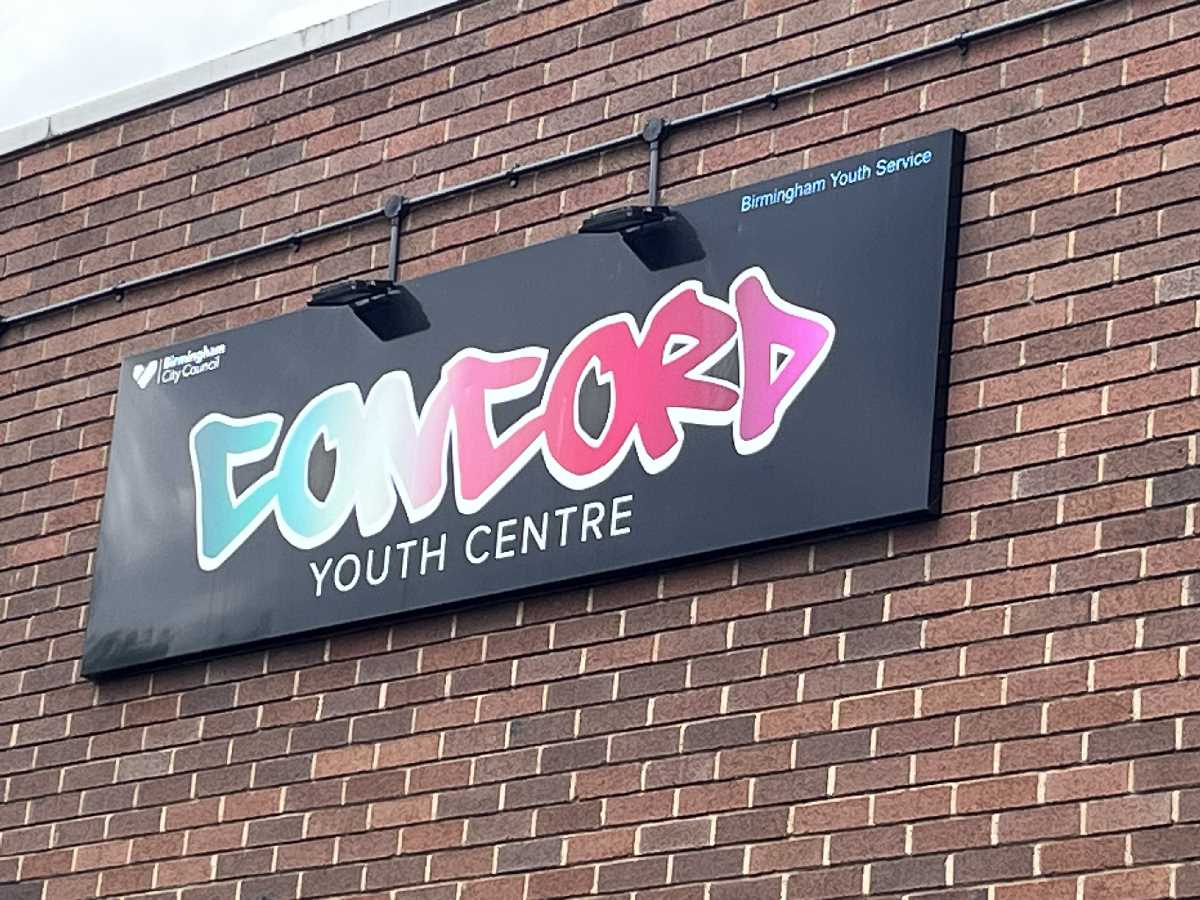 Birmingham Youth Service
Birmingham
City Council
CONCORD
YOUTH CENTRE